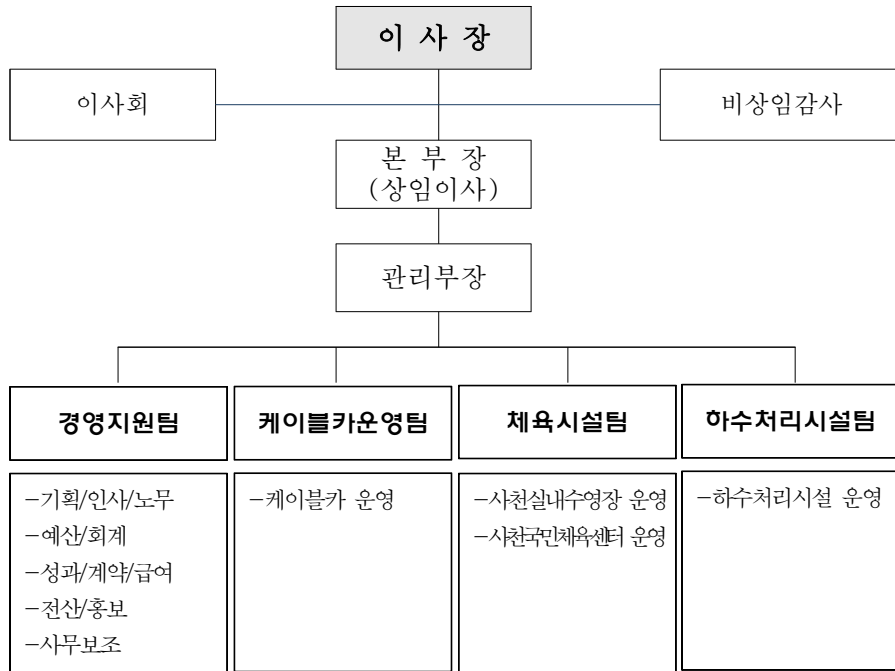 이 사 장
이사회
비상임감사
본 부 장
(상임이사)
관리부장
경영지원팀
케이블카운영팀
체육시설팀
하수처리시설팀
-기획/인사/노무
-예산/회계
-성과/계약/급여
-전산/홍보
-사무보조
-케이블카 운영
-사천실내수영장 운영
-사천국민체육센터 운영
-하수처리시설 운영